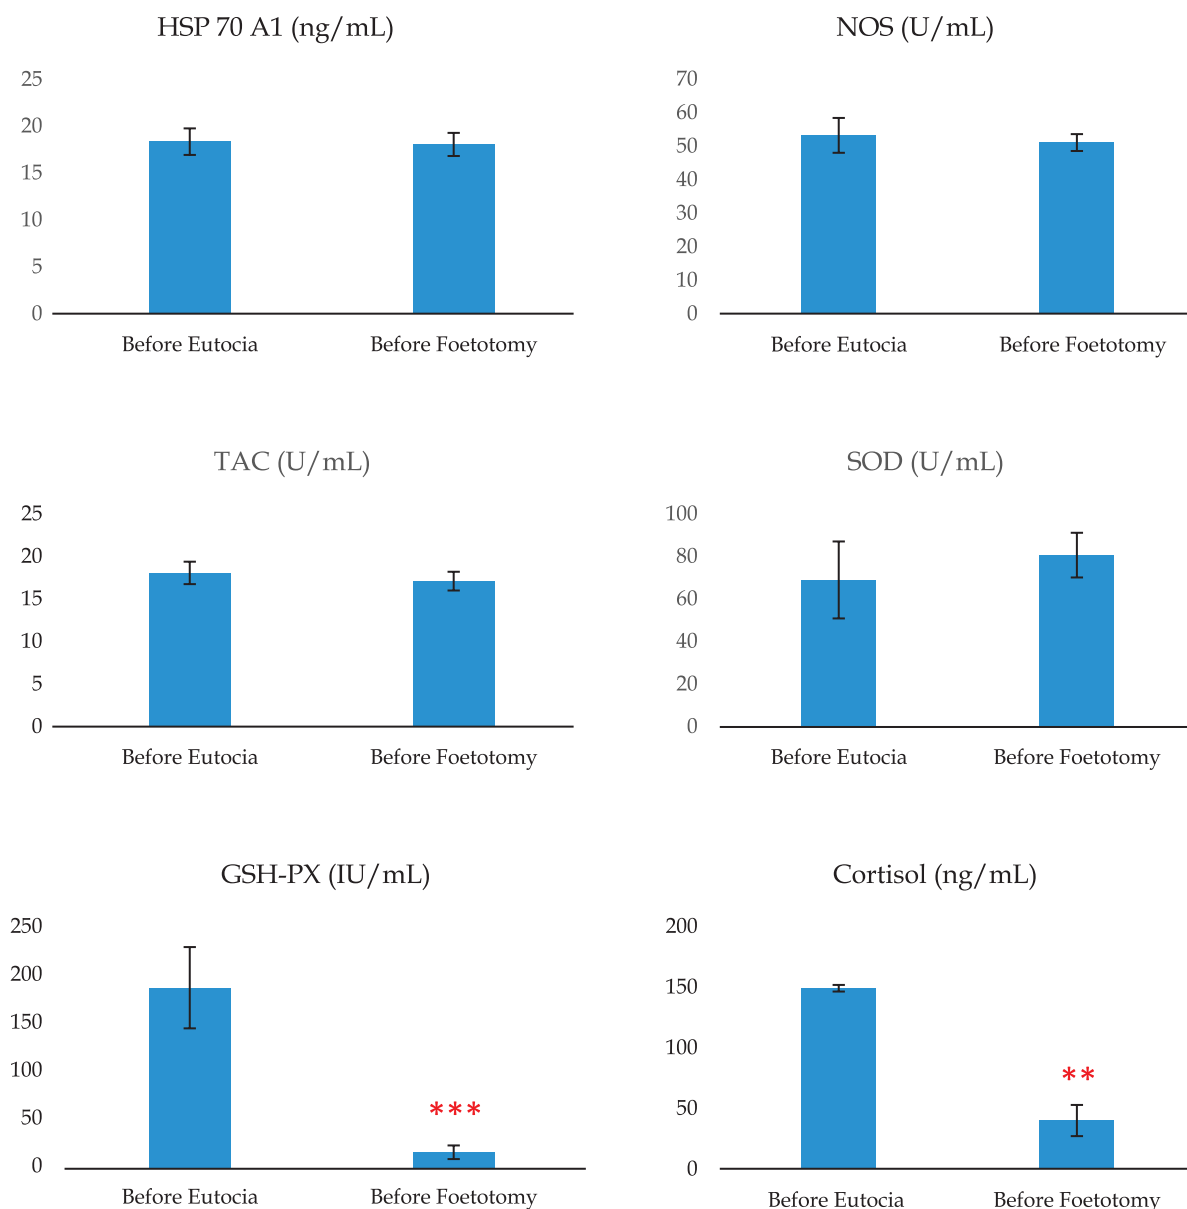 HSP 70 A1 (ng/mL)
25
20
15
10
5
0
Before Eutocia
Before Foetotomy
NOS (U/mL)
70
60
50
40
30
20
10
0
Before Eutocia
Before Foetotomy
TAC (U/mL)
25
20
15
10
5
0
Before Eutocia
Before Foetotomy
SOD (U/mL)
100
80
60
40
20
0
Before Eutocia
Before Foetotomy
GSH-PX (IU/mL)
250
200
150
100
50
0
***
Before Eutocia
Before Foetotomy
Cortisol (ng/mL)
200
150
100
50
0
**
Before Eutocia
Before Foetotomy